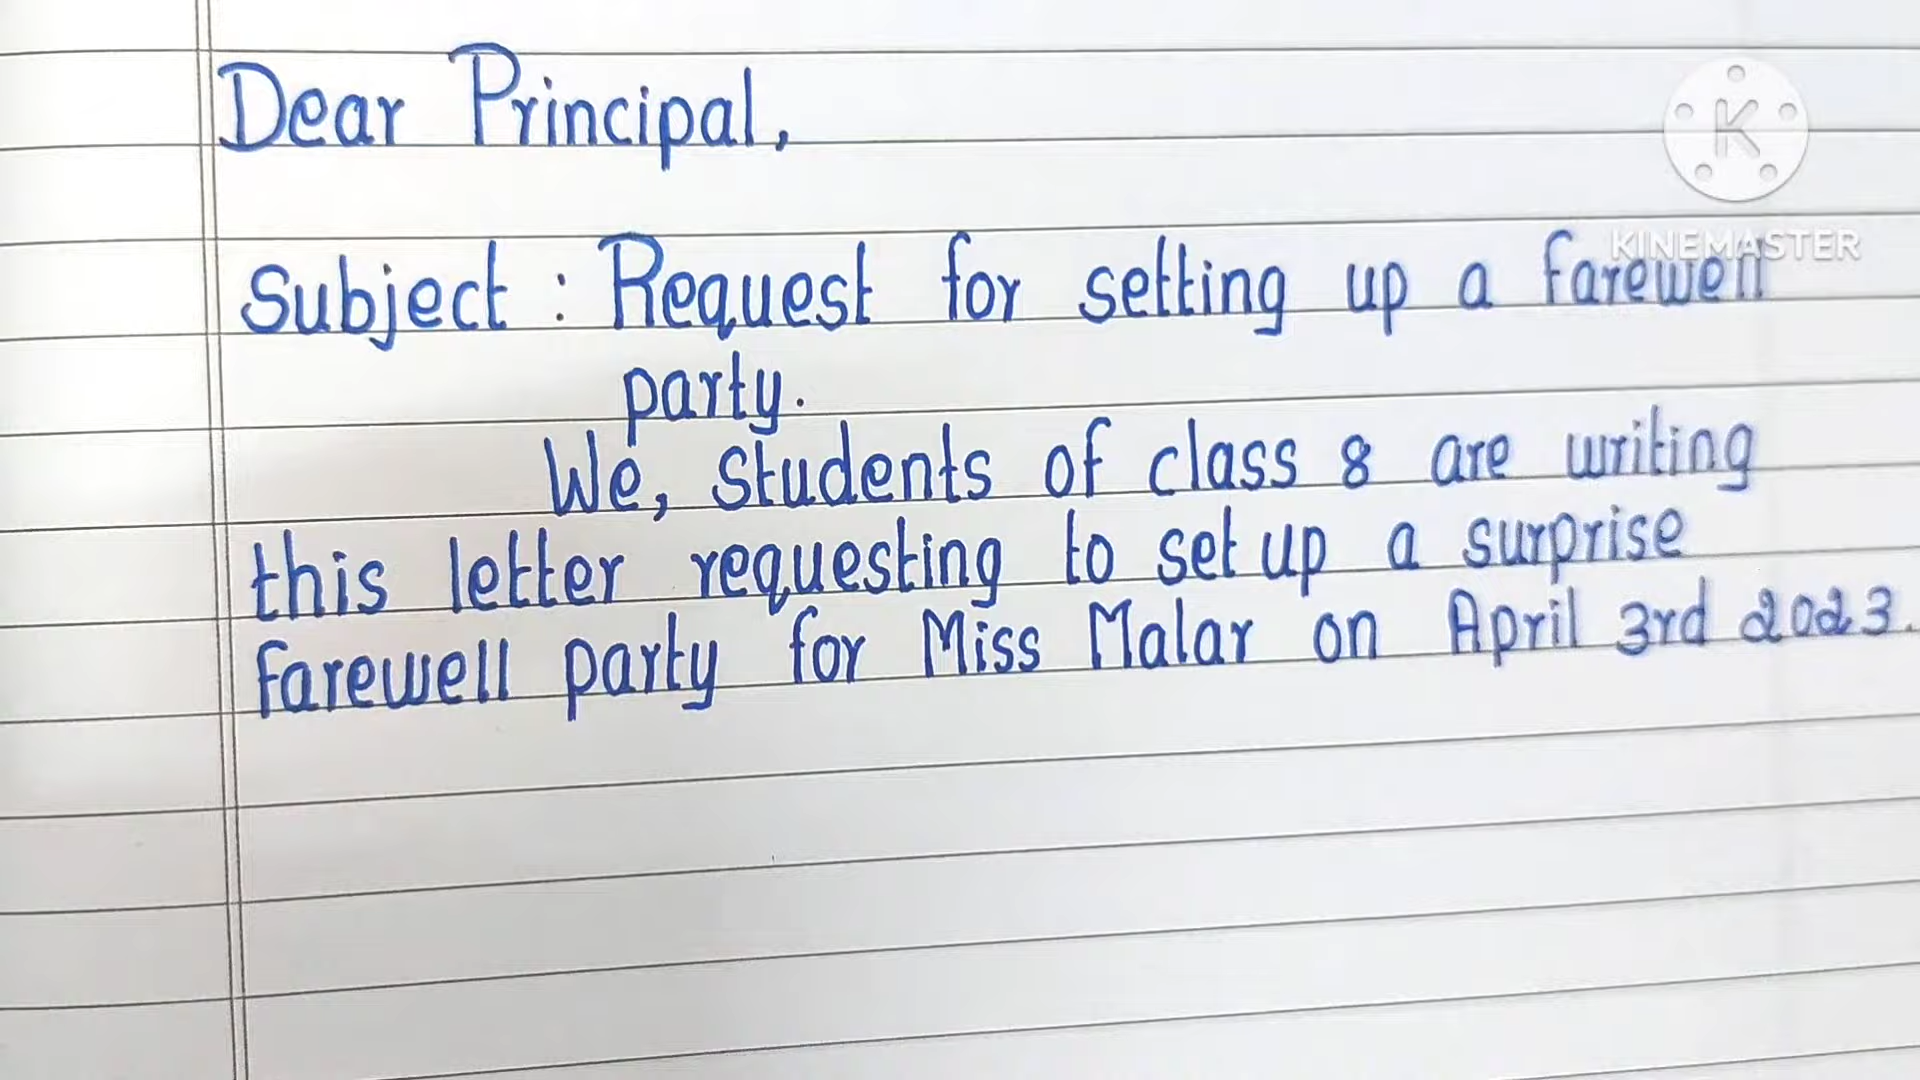 Dear Principal,
KINEMASTER
Subject : Request for setting up a farewell
party.
We, students of class 8 are writing
this letter requesting to set up a surprise
farewell party for Miss Malar on April 3rd 2023.